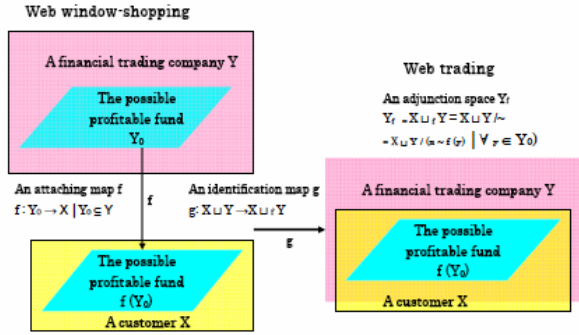 Web window-shopping
A financial trading company Y
The possible
profitable fund
Y₀
An attaching map f
f : Y₀ → X | Y₀ ⊆ Y
f
An identification map g
g: X ⊔ Y → X ⊔ f Y
g
The possible
profitable fund
f (Y₀)
A customer X
Web trading
An adjunction space Yf
Yf = X ⊔ f Y = X ⊔ Y / ~
= X ⊔ Y / (x ~ f (y) | ∀ y ∈ Y₀)
A financial trading company Y
The possible
profitable fund
f (Y₀)
A customer X